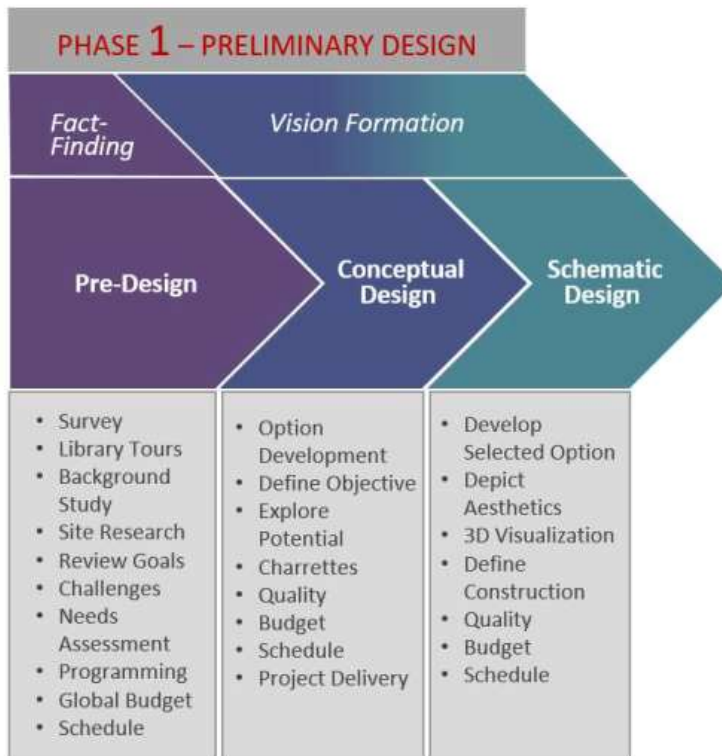 PHASE 1 – PRELIMINARY DESIGN
Fact-
Finding
Vision Formation
Pre-Design
Conceptual
Design
Schematic
Design
• Survey
• Library Tours
• Background
Study
• Site Research
• Review Goals
• Challenges
• Needs
Assessment
• Programming
• Global Budget
• Schedule
• Option
Development
• Define Objective
• Explore
Potential
• Charrettes
• Quality
• Budget
• Schedule
• Project Delivery
• Develop
Selected Option
• Depict
Aesthetics
• 3D Visualization
• Define
Construction
• Quality
• Budget
• Schedule